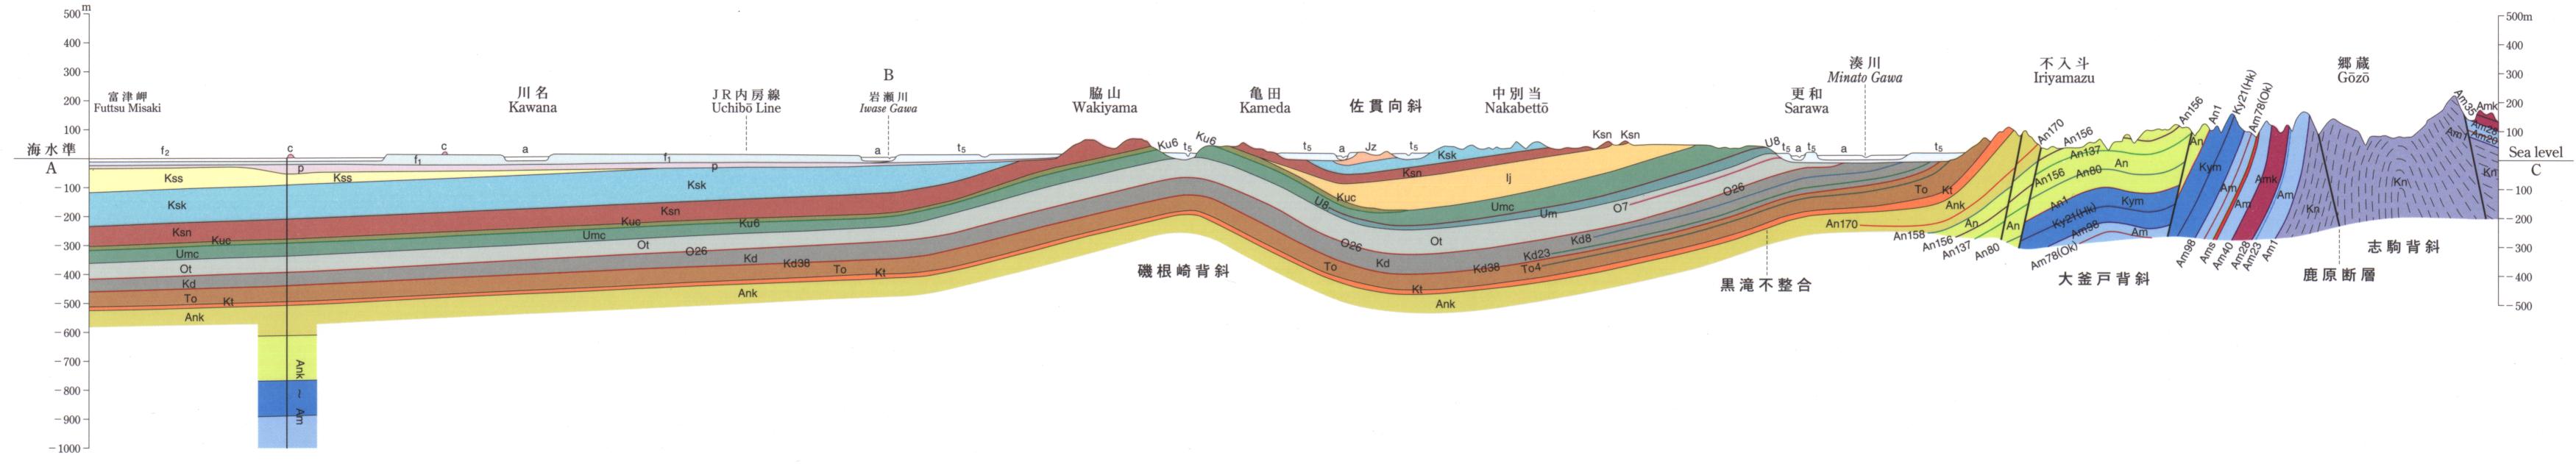 500 m
400
300
200
100
海水準
A
−100
−200
−300
−400
−500
−600
−700
−800
−900
−1000
富津岬
Futtsu Misaki
川名
Kawana
JR内房線
Uchibō Line
B
岩瀬川
Iwase Gawa
脇山
Wakiyama
亀田
Kameda
佐貫向斜
中別当
Nakabettō
更和
Sarawa
湊川
Minato Gawa
不入斗
Iriyamazu
郷蔵
Gōzō
500m
400
300
200
100
Sea level
C
−100
−200
−300
−400
−500
f₂ c c f₁ a f₁ a t₅ Ku6 t₅ Ku6 t₅ a Jz t₅ Ksk Ksn Ksn U8 t₅ a t₅ a t₅
p p
Kss Kss
Ksk Ksk
Ksn Ksn Ksn
Kuc Kuc Ku6 Kuc Ij
Umc Umc U8 Umc Um O7 O26
Ot Ot O26 O26 Ot
Kd Kd Kd38 Kd Kd38 Kd23 Kd8
To Kt To Kt To Kt To4 To Kt
Ank Ank Ank Ank
An170 An158 An156 An137 An80
An An An170 An156 An156 An137 An An80 An156 An An1
An1 Kym Ky21(Hk) Am98 Am Am78(Ok)
Kym Ky21(Hk) Am78(Ok) Am Am Amk Am Kn
Am98 Ams Am40 Am28 Am23 Am1
Kn Am35 Amk Am28 Am Kn
Ank ~ Am
磯根崎背斜
黒滝不整合
大釜戸背斜
鹿原断層
志駒背斜